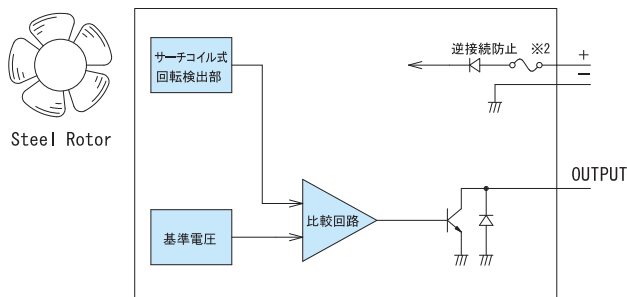 サーチコイル式
回転検出部
逆接続防止 ※2
+
−
Steel Rotor
OUTPUT
比較回路
基準電圧